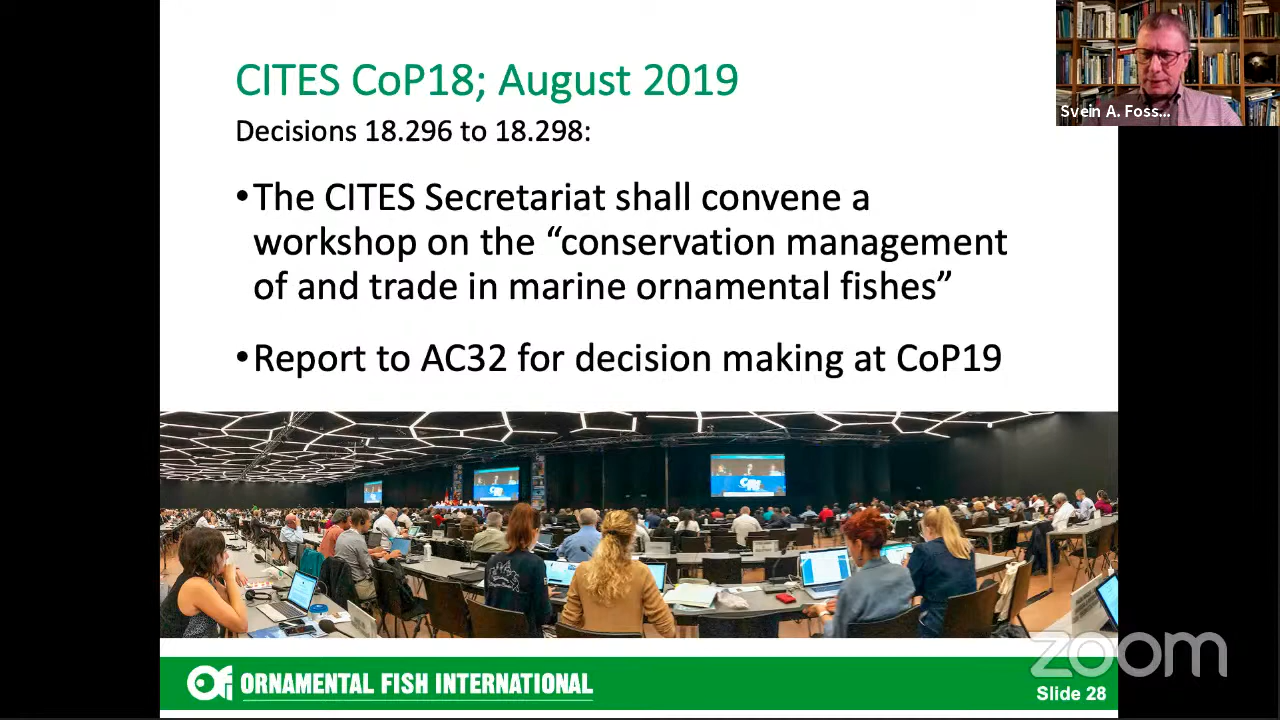 CITES CoP18; August 2019
Decisions 18.296 to 18.298:
•The CITES Secretariat shall convene a
workshop on the “conservation management
of and trade in marine ornamental fishes”
•Report to AC32 for decision making at CoP19
Svein A. Foss...
ORNAMENTAL FISH INTERNATIONAL
zoom
Slide 28